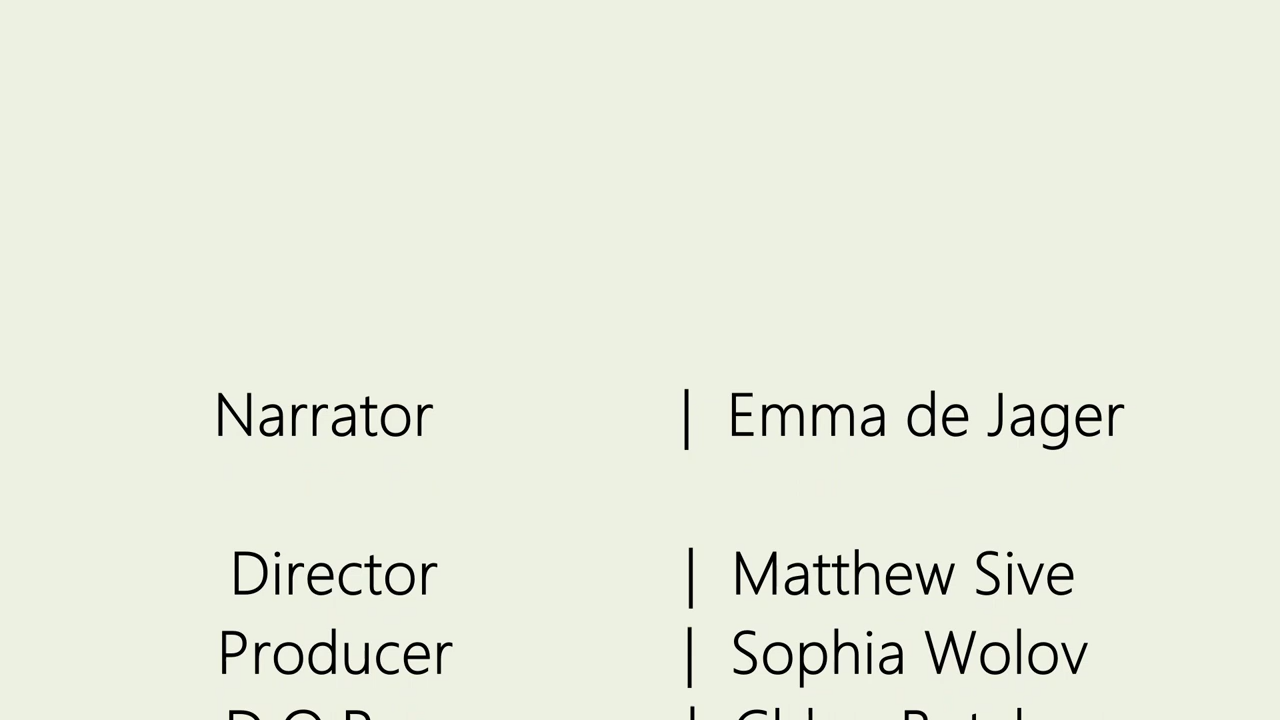 Narrator | Emma de Jager
Director | Matthew Sive
Producer | Sophia Wolov
|